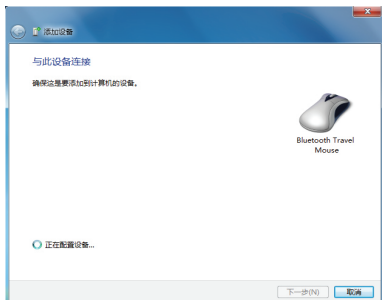 添加设备
与此设备连接
确保这是要添加到计算机的设备。
Bluetooth Travel
Mouse
正在配置设备...
下一步(N)
取消